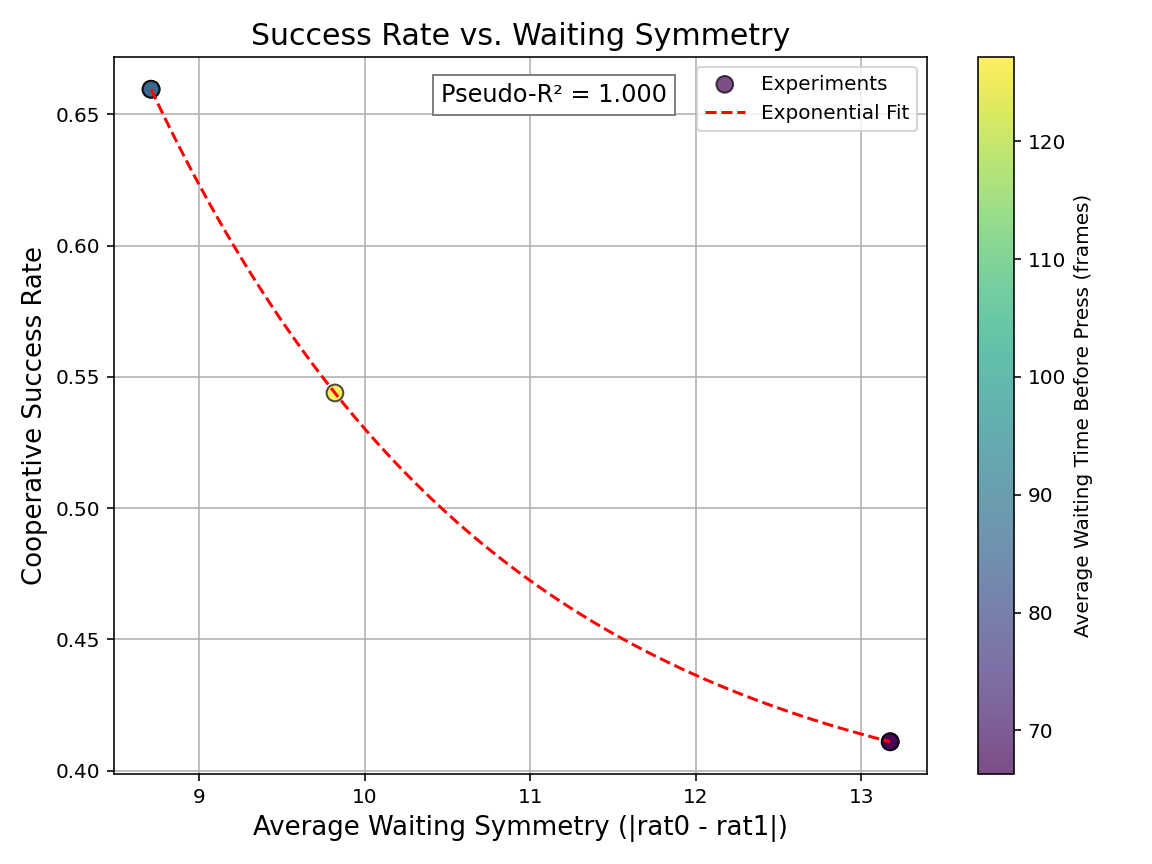 Success Rate vs. Waiting Symmetry
Pseudo-R² = 1.000
Experiments
Exponential Fit
Cooperative Success Rate
0.65
0.60
0.55
0.50
0.45
0.40
9
10
11
12
13
Average Waiting Symmetry (|rat0 - rat1|)
120
110
100
90
80
70
Average Waiting Time Before Press (frames)